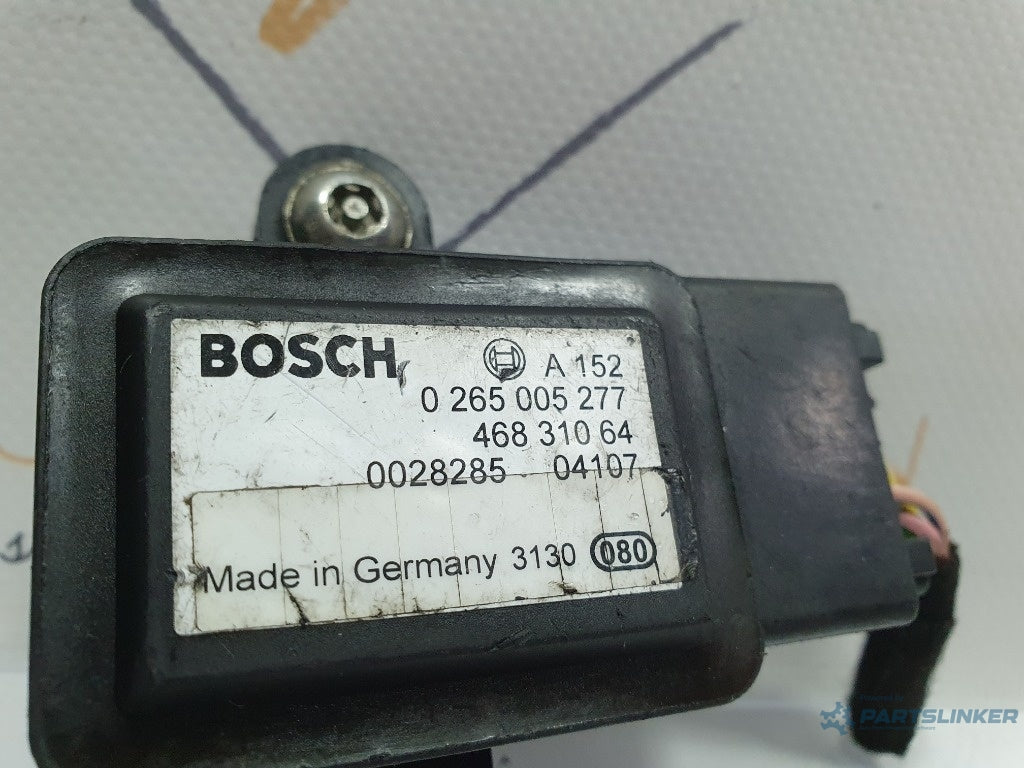 BOSCH A 152
0 265 005 277
468 310 64
0028285 04107
Made in Germany 3130 080
PARTSLINKER